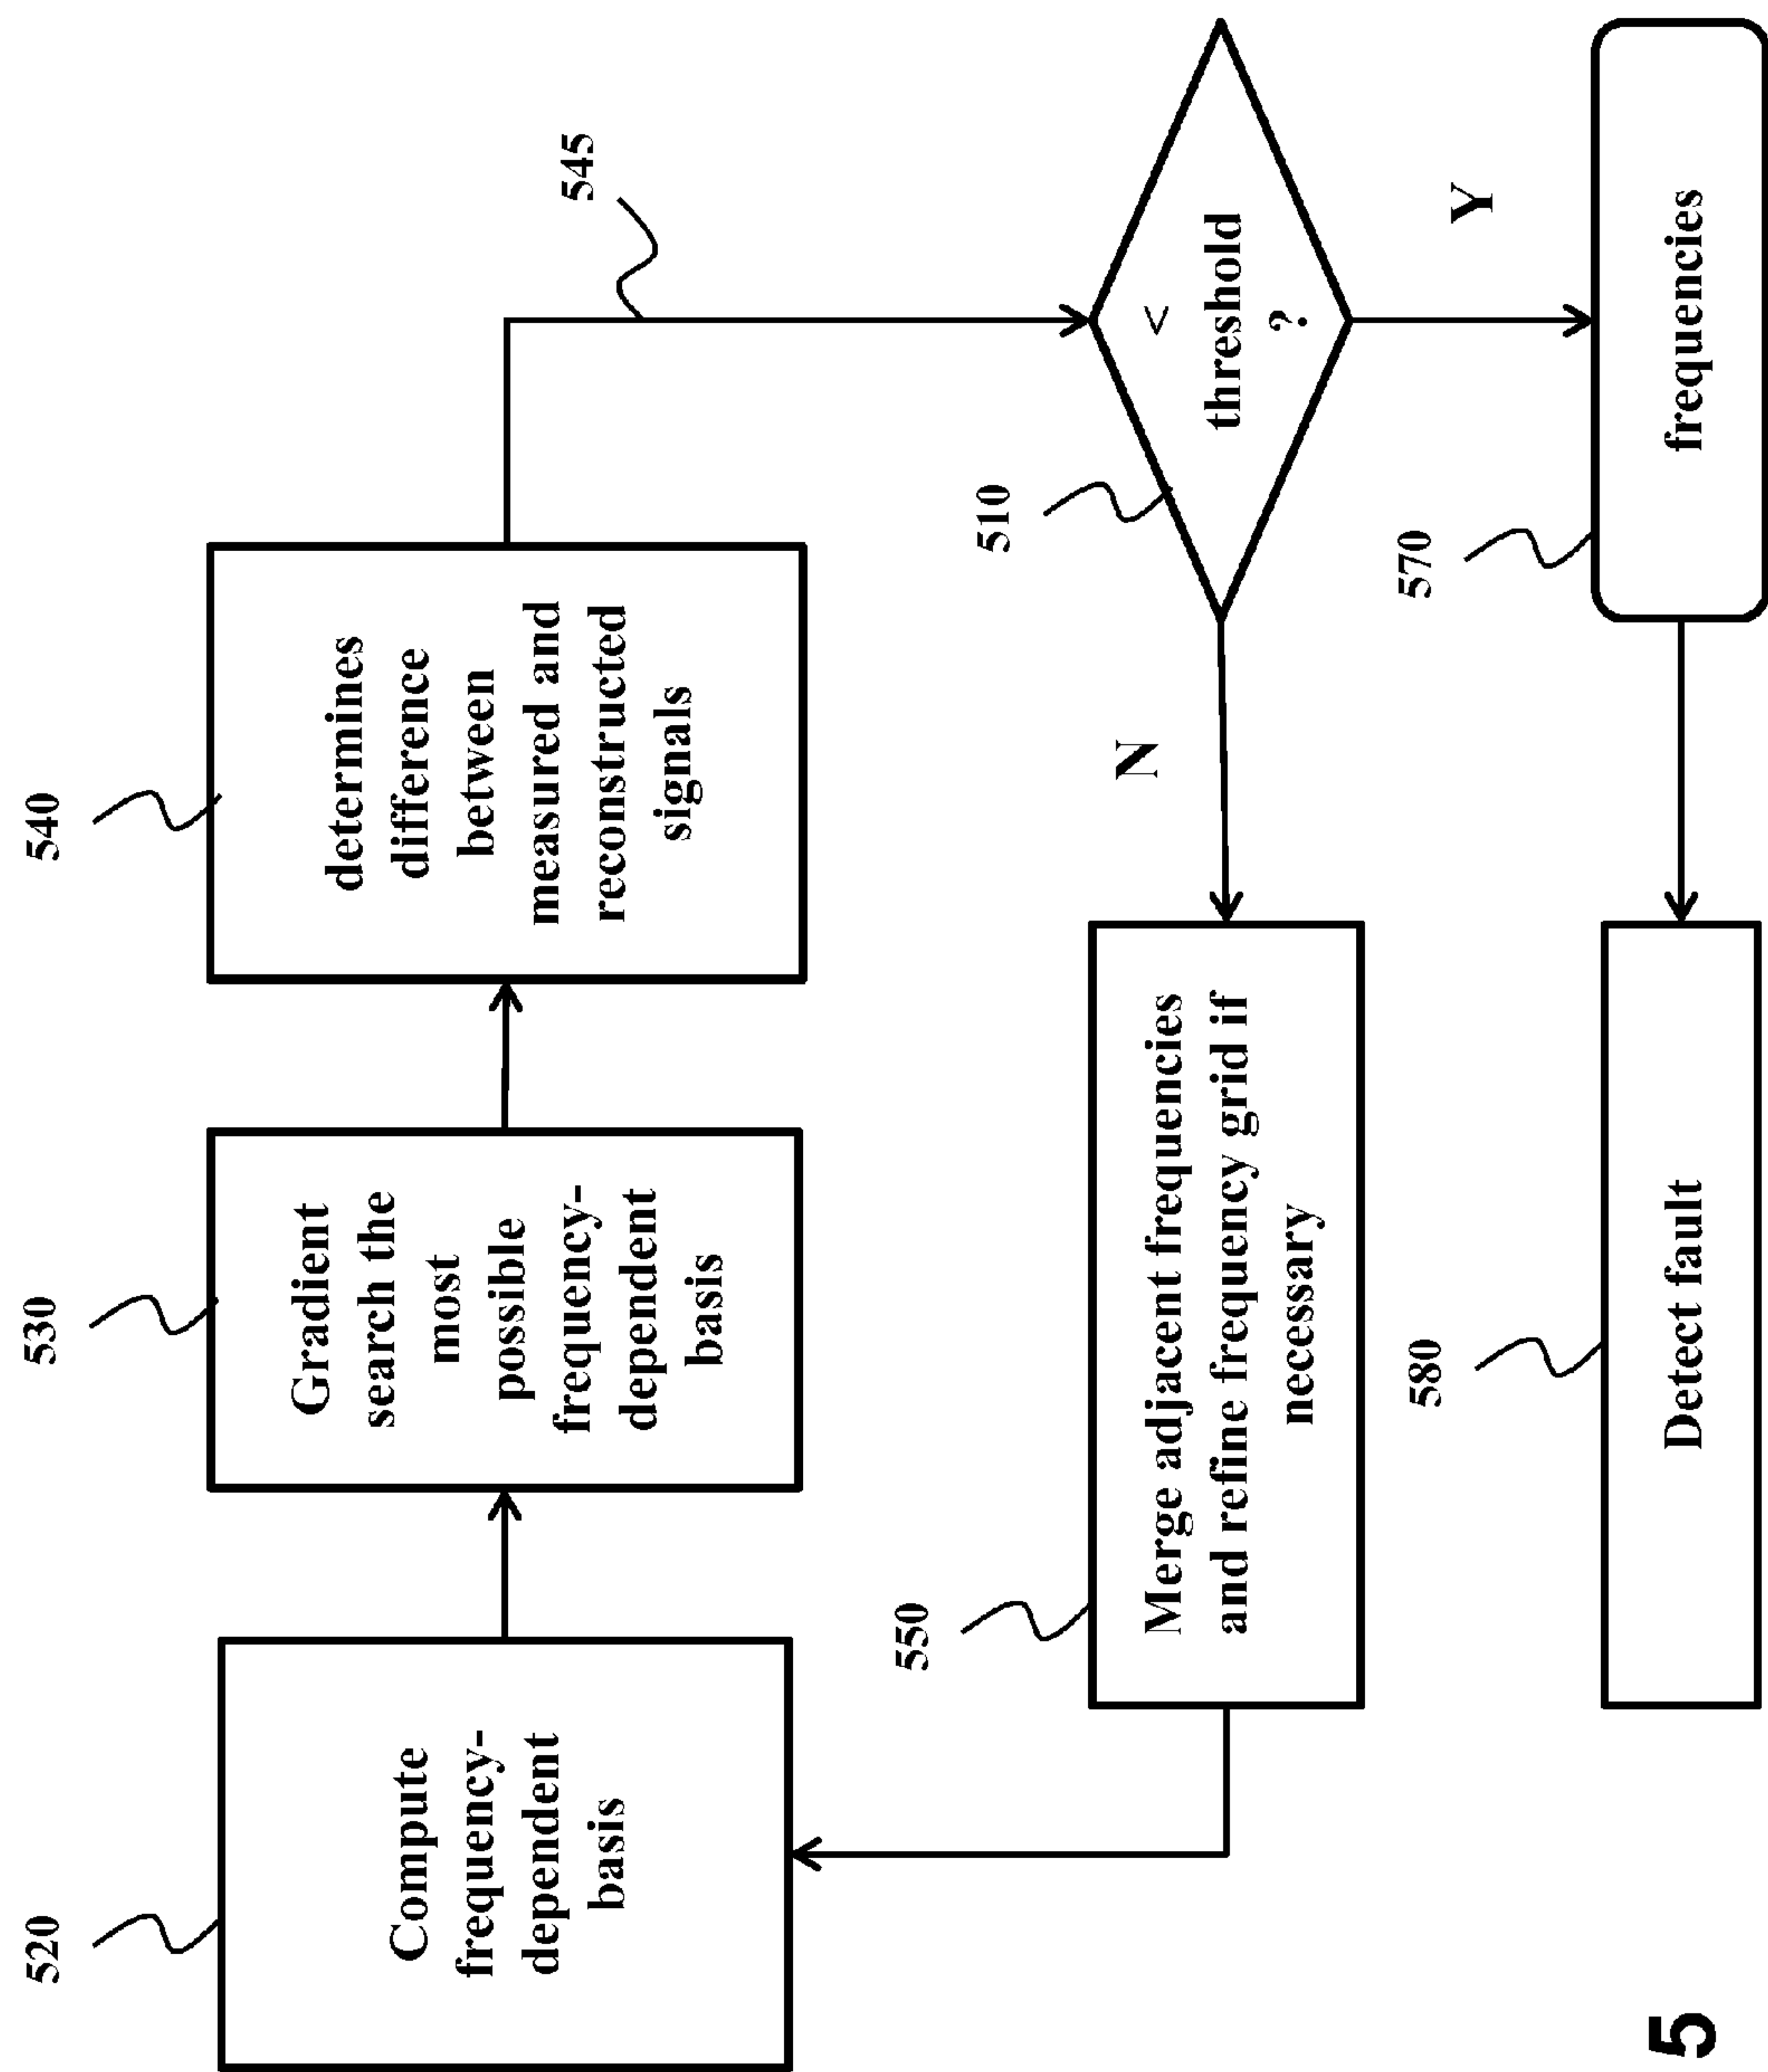 520
Compute
frequency-
dependent
basis
530
Gradient
search the
most
possible
frequency-
dependent
basis
540
determines
difference
between
measured and
reconstructed
signals
545
510
<
threshold
?
N
Y
550
Merge adjacent frequencies
and refine frequency grid if
necessary
570
frequencies
580
Detect fault
5